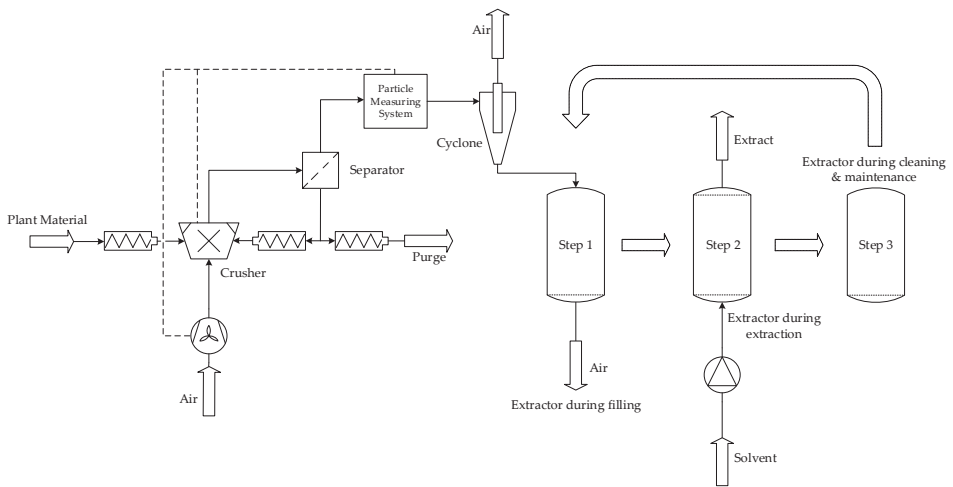 Air
Particle
Measuring
System
Cyclone
Separator
Extract
Extractor during cleaning
& maintenance
Plant Material
Crusher
Purge
Step 1
Step 2
Step 3
Extractor during
extraction
Air
Air
Extractor during filling
Solvent